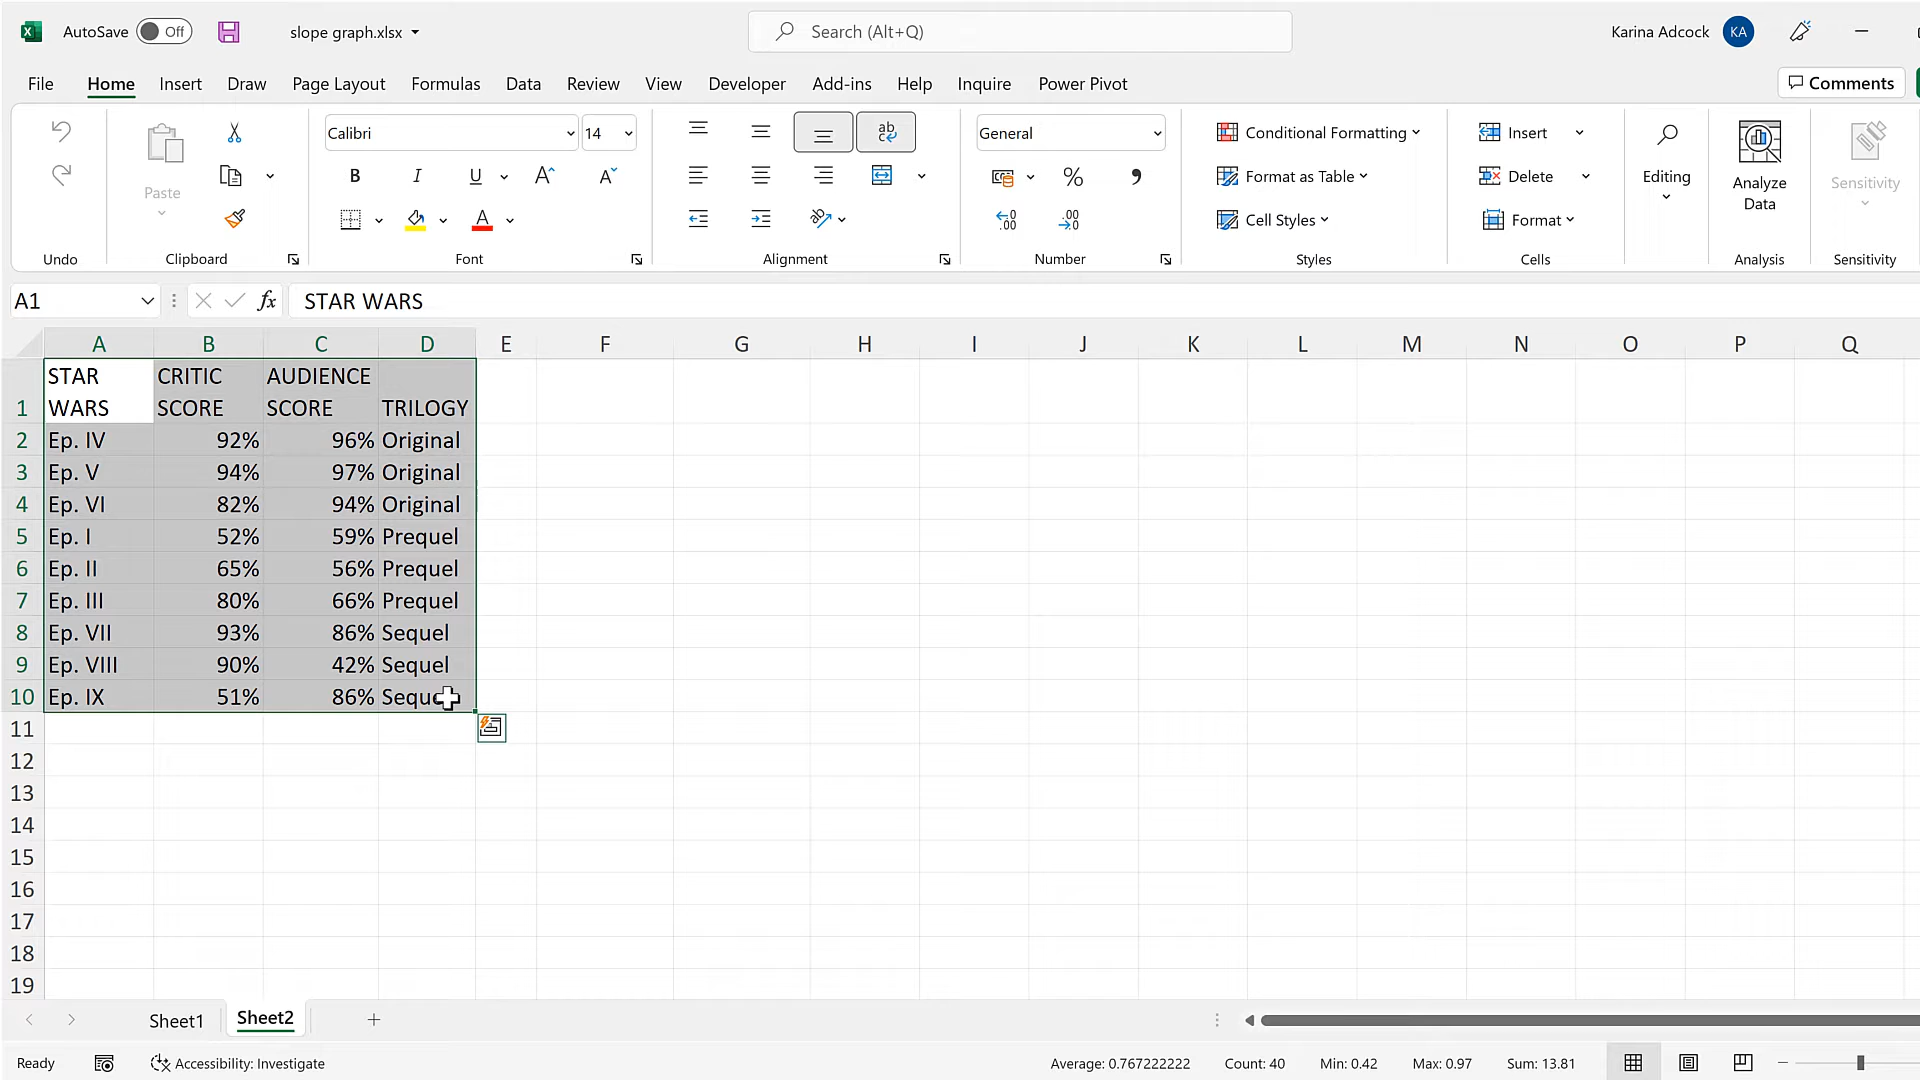 AutoSave Off slope graph.xlsx Search (Alt+Q) Karina Adcock KA
File Home Insert Draw Page Layout Formulas Data Review View Developer Add-ins Help Inquire Power Pivot Comments
Calibri 14 ab General Conditional Formatting Insert
Paste B I U A A % Format as Table Delete Editing Analyze Data Sensitivity
A Cell Styles Format
Undo Clipboard Font Alignment Number Styles Cells Analysis Sensitivity
A1 fx STAR WARS
A B C D E F G H I J K L M N O P Q
1 STAR WARS CRITIC SCORE AUDIENCE SCORE TRILOGY
2 Ep. IV 92% 96% Original
3 Ep. V 94% 97% Original
4 Ep. VI 82% 94% Original
5 Ep. I 52% 59% Prequel
6 Ep. II 65% 56% Prequel
7 Ep. III 80% 66% Prequel
8 Ep. VII 93% 86% Sequel
9 Ep. VIII 90% 42% Sequel
10 Ep. IX 51% 86% Sequel
11
12
13
14
15
16
17
18
19
Sheet1 Sheet2
Ready Accessibility: Investigate Average: 0.767222222 Count: 40 Min: 0.42 Max: 0.97 Sum: 13.81